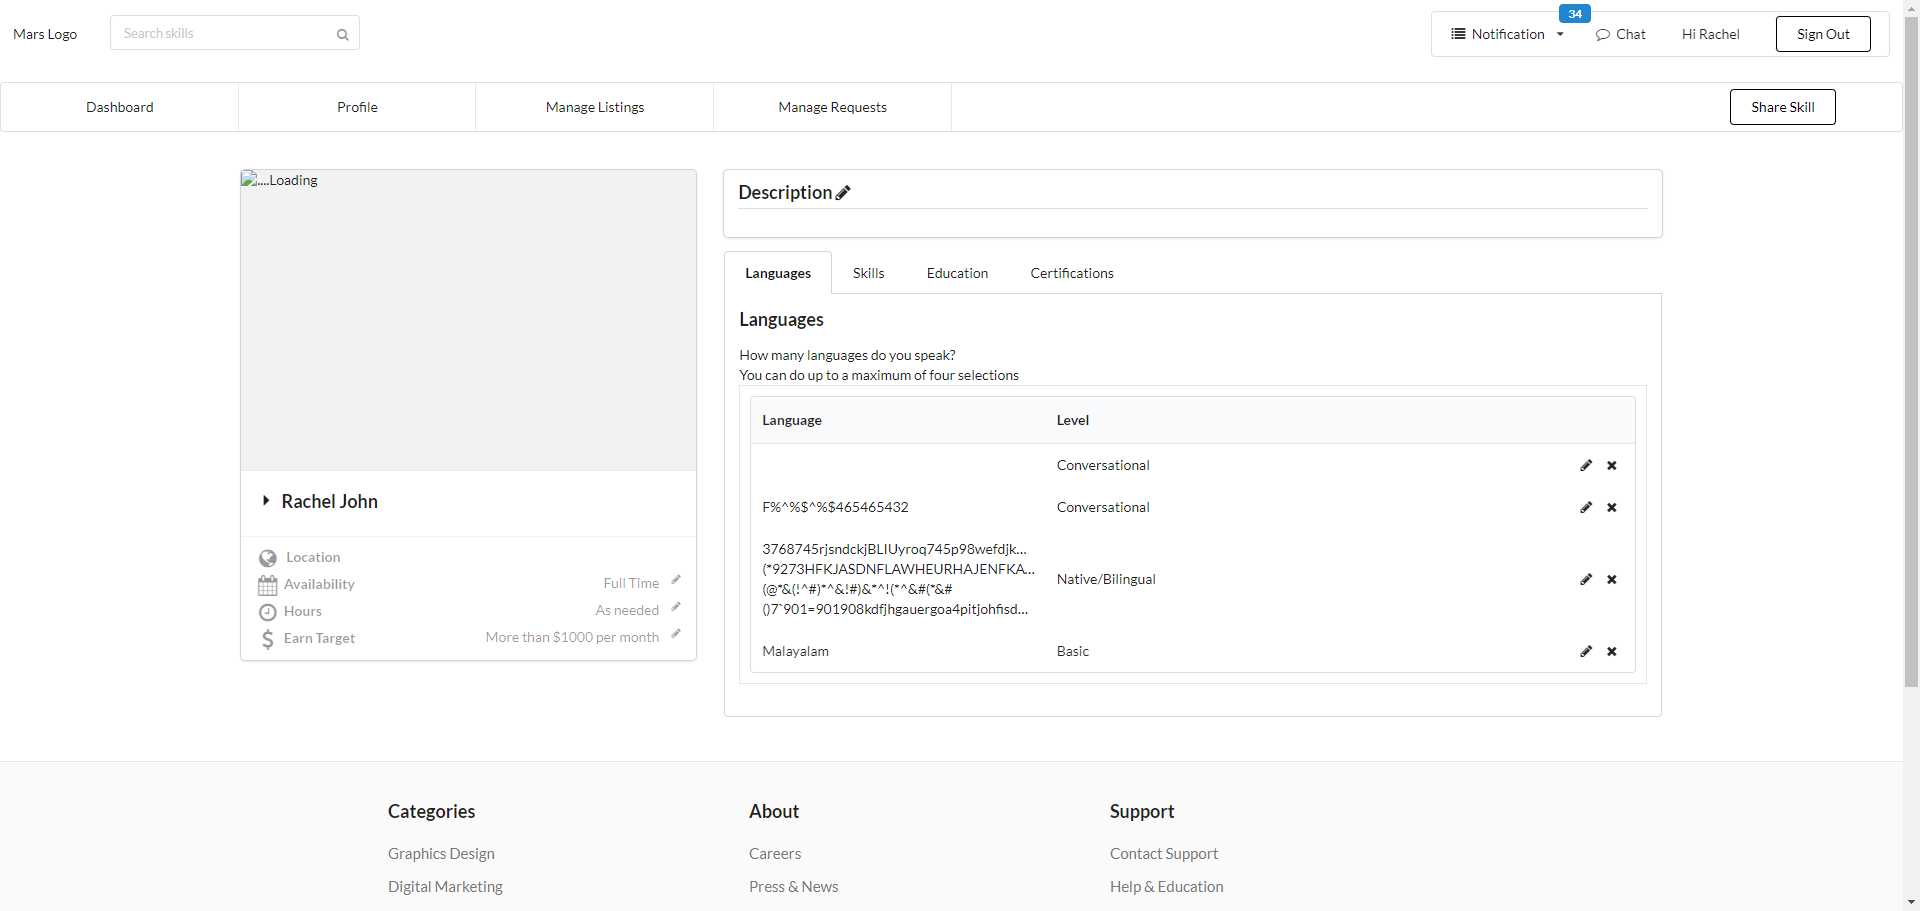 Mars Logo
Search skills
34
Notification
Chat
Hi Rachel
Sign Out
Dashboard
Profile
Manage Listings
Manage Requests
Share Skill
....Loading
Rachel John
Location
Availability
Full Time
Hours
As needed
Earn Target
More than $1000 per month
Description
Languages
Skills
Education
Certifications
Languages
How many languages do you speak?
You can do up to a maximum of four selections
Language
Level
Conversational
F%^%$^%$465465432
Conversational
3768745rjsndckjBLIUyroq745p98wefdjk...
(*9273HFKJASDNFLAWHEURHAJENFKA...
(@*&(!^#)*^&!#)&*^!(*^&#(*&#
()7`901=901908kdfjhgauergoa4pitjohfisd...
Native/Bilingual
Malayalam
Basic
Categories
Graphics Design
Digital Marketing
About
Careers
Press & News
Support
Contact Support
Help & Education